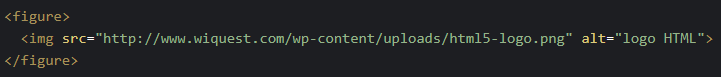 <figure>
  <img src="http://www.wiquest.com/wp-content/uploads/html5-logo.png" alt="logo HTML">
</figure>